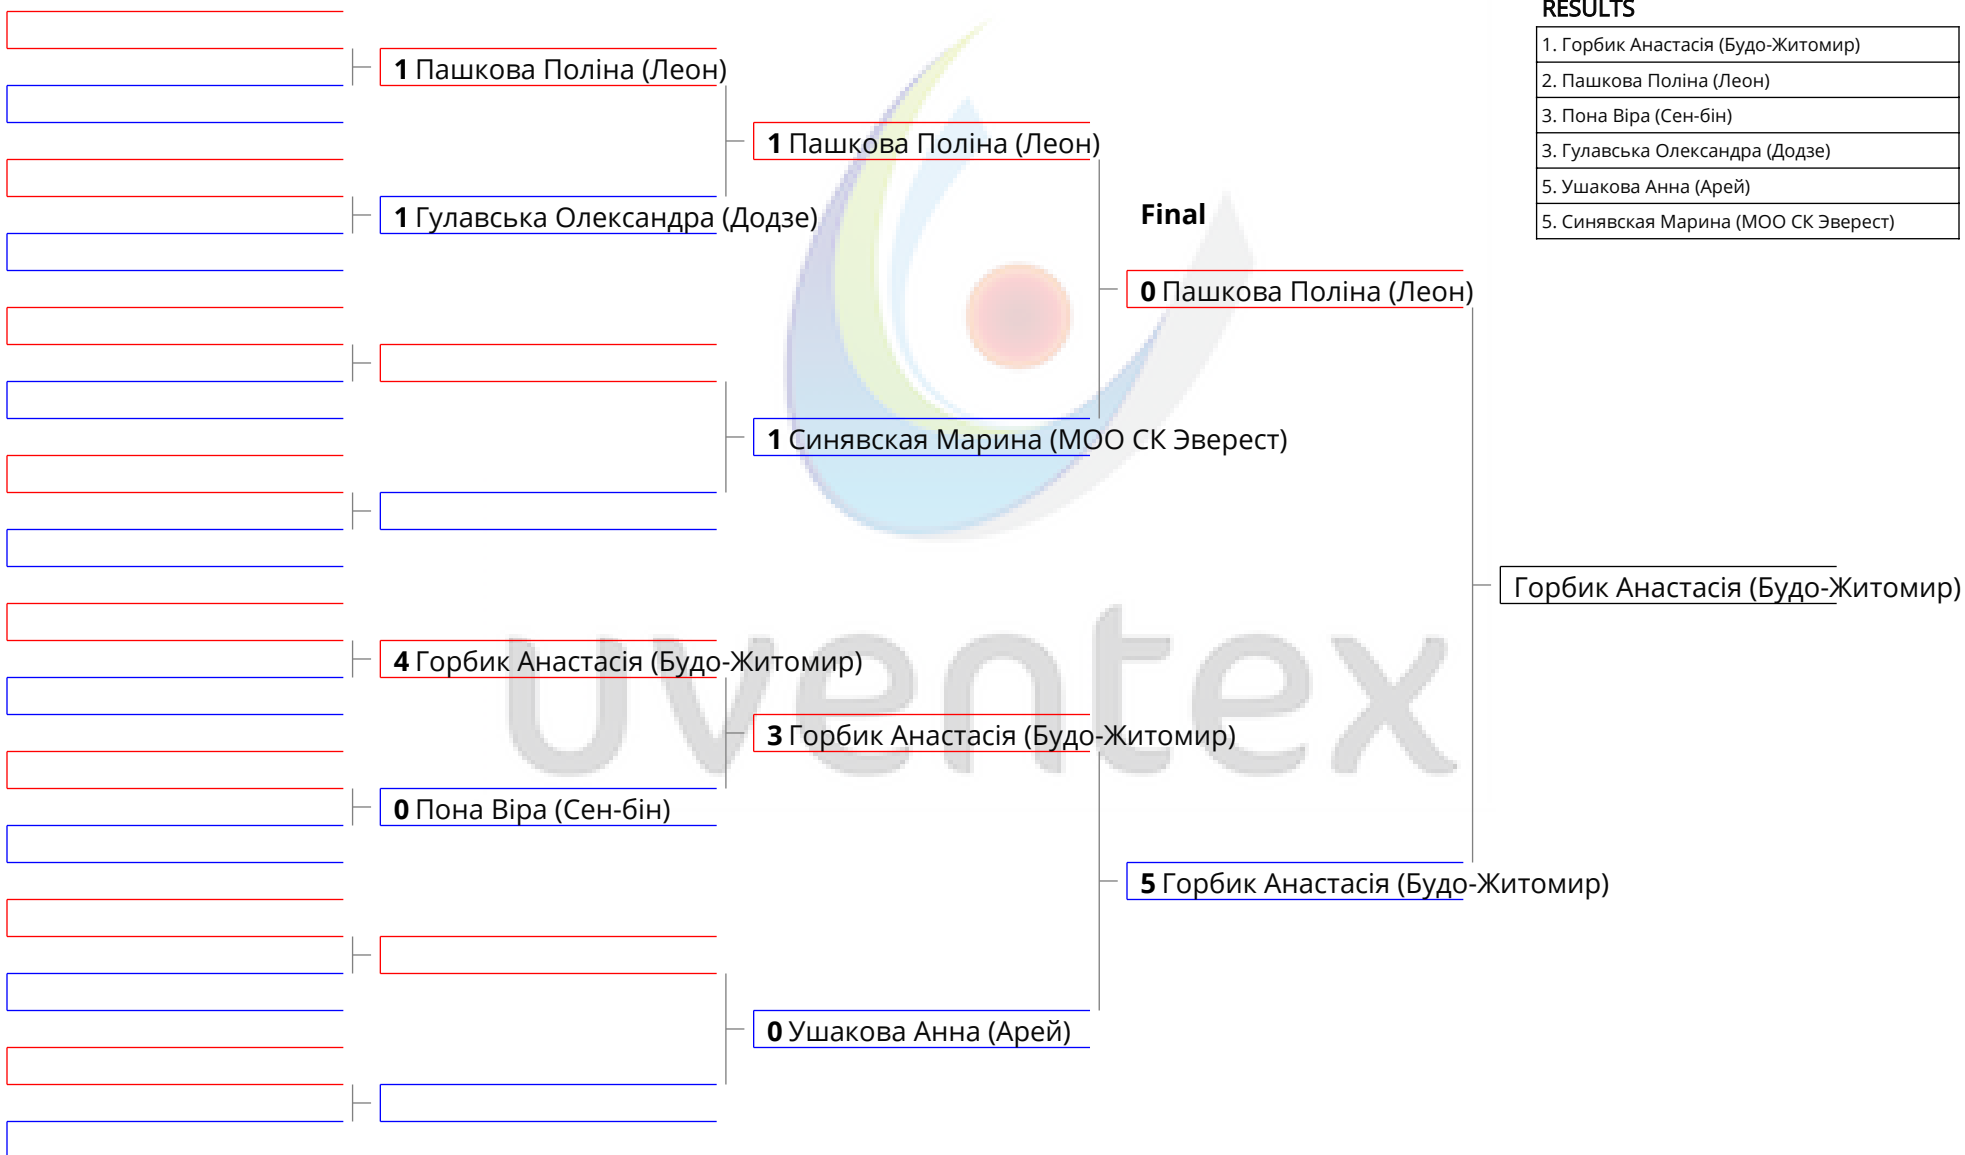 RESULTS
1. Горбик Анастасія (Будо-Житомир)
2. Пашкова Поліна (Леон)
3. Пона Віра (Сен-бін)
3. Гулавська Олександра (Додзе)
5. Ушакова Анна (Арей)
5. Синявская Марина (МОО СК Эверест)
1 Пашкова Поліна (Леон)
1 Пашкова Поліна (Леон)
1 Гулавська Олександра (Додзе)
Final
0 Пашкова Поліна (Леон)
1 Синявская Марина (МОО СК Эверест)
Горбик Анастасія (Будо-Житомир)
4 Горбик Анастасія (Будо-Житомир)
uventex
3 Горбик Анастасія (Будо-Житомир)
0 Пона Віра (Сен-бін)
5 Горбик Анастасія (Будо-Житомир)
0 Ушакова Анна (Арей)